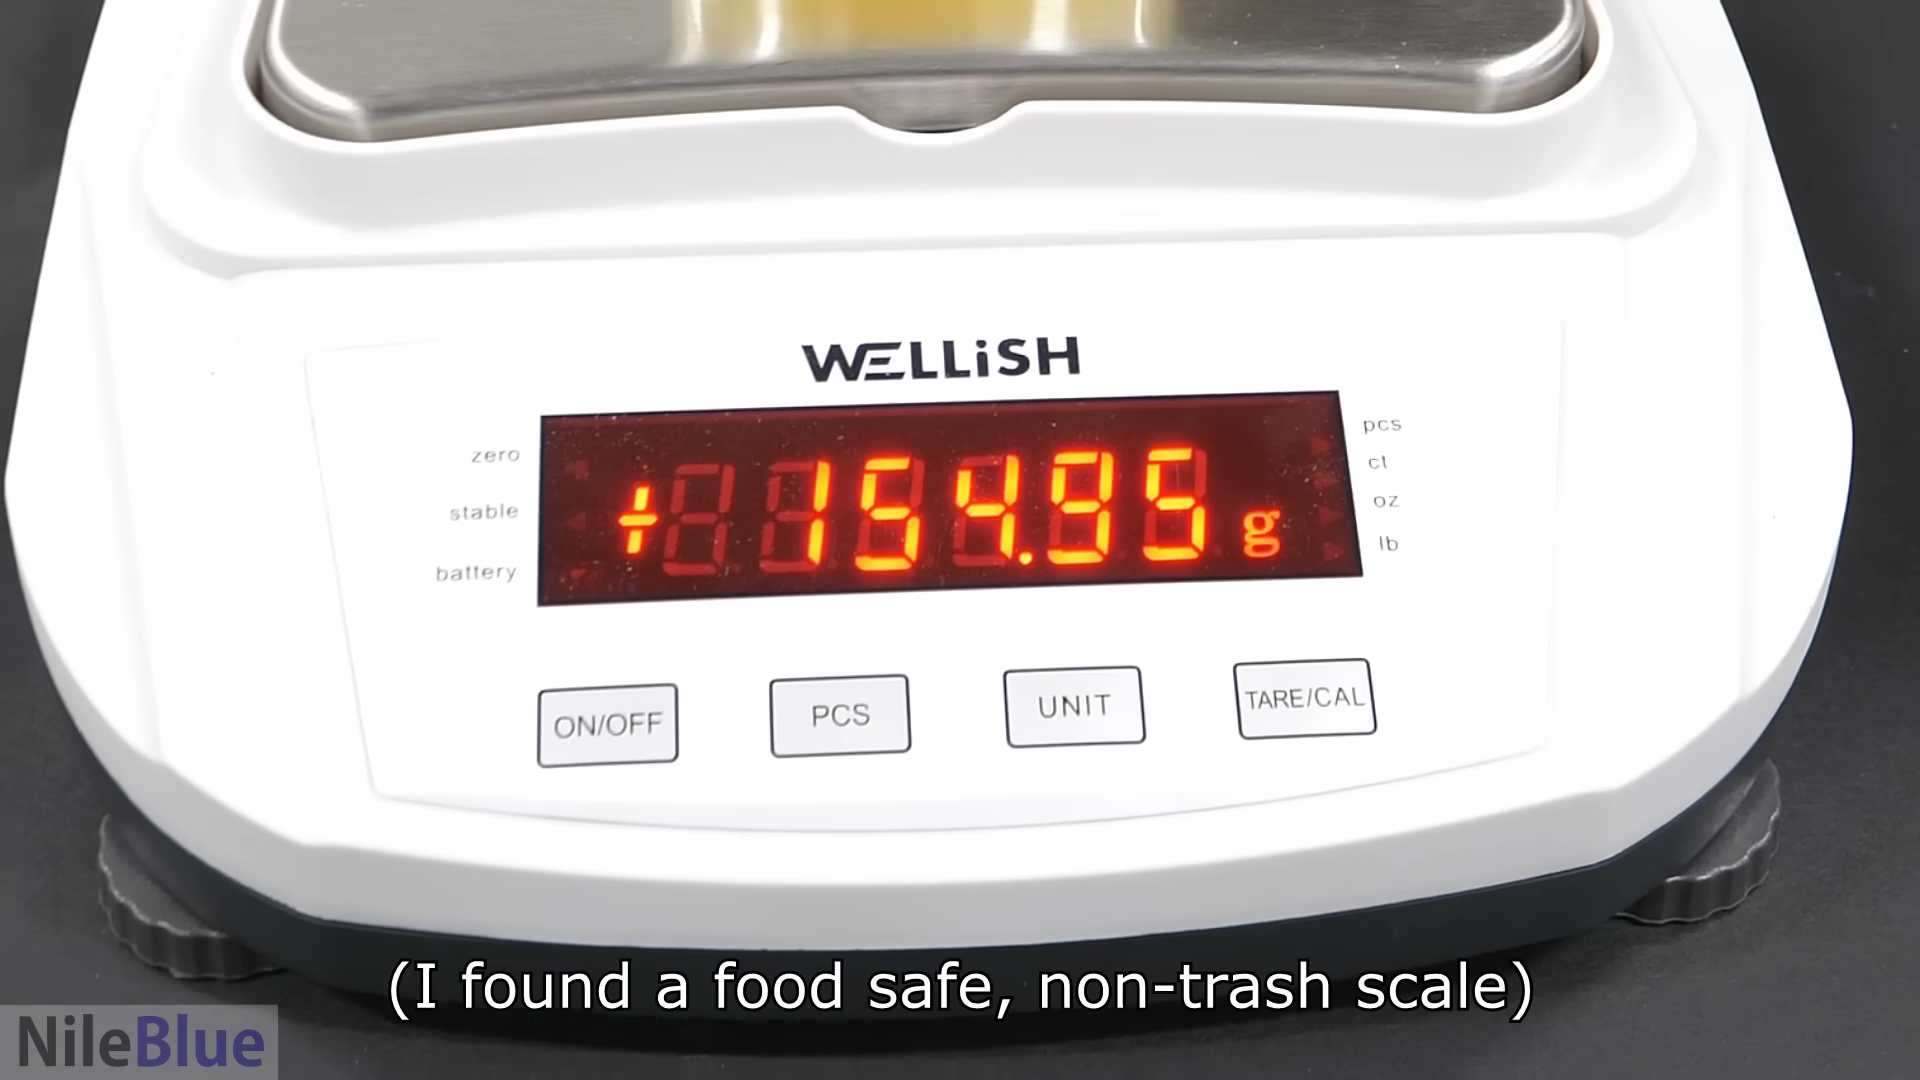 WELLiSH
zero
stable
battery
+ 154.95 g
pcs
ct
oz
lb
ON/OFF
PCS
UNIT
TARE/CAL
(I found a food safe, non-trash scale)
NileBlue